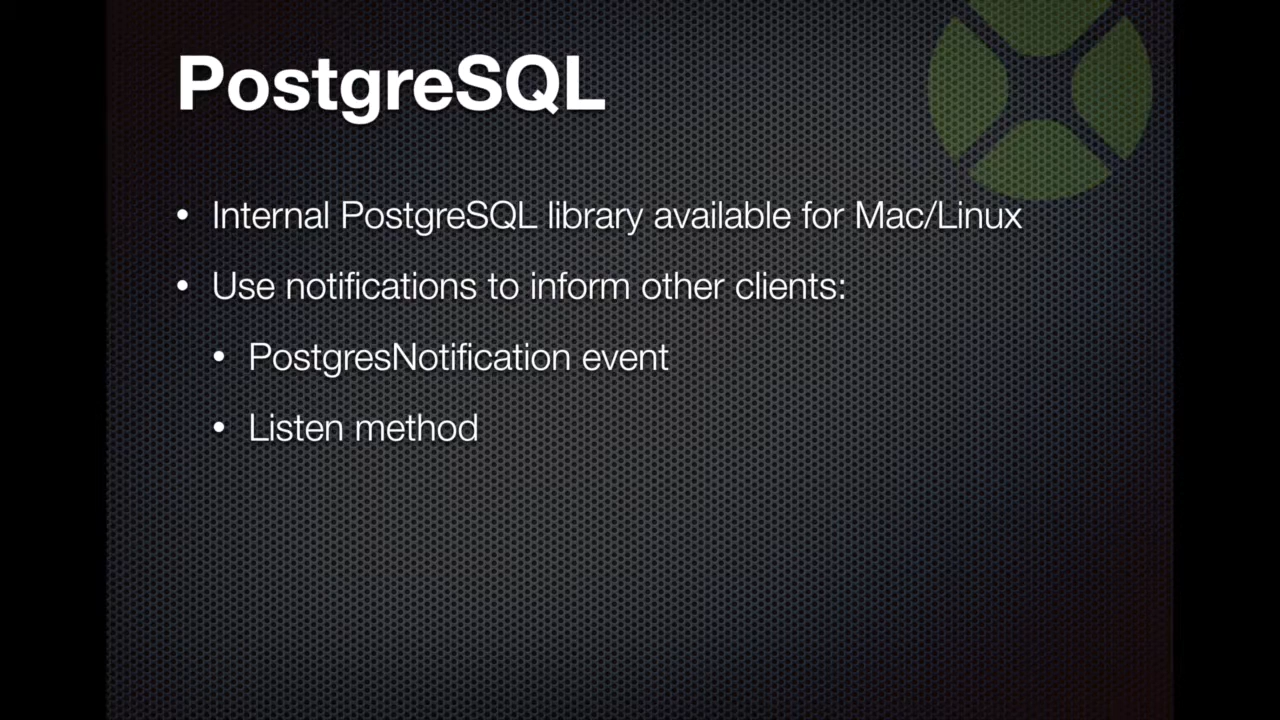 PostgreSQL
• Internal PostgreSQL library available for Mac/Linux
• Use notifications to inform other clients:
• PostgresNotification event
• Listen method